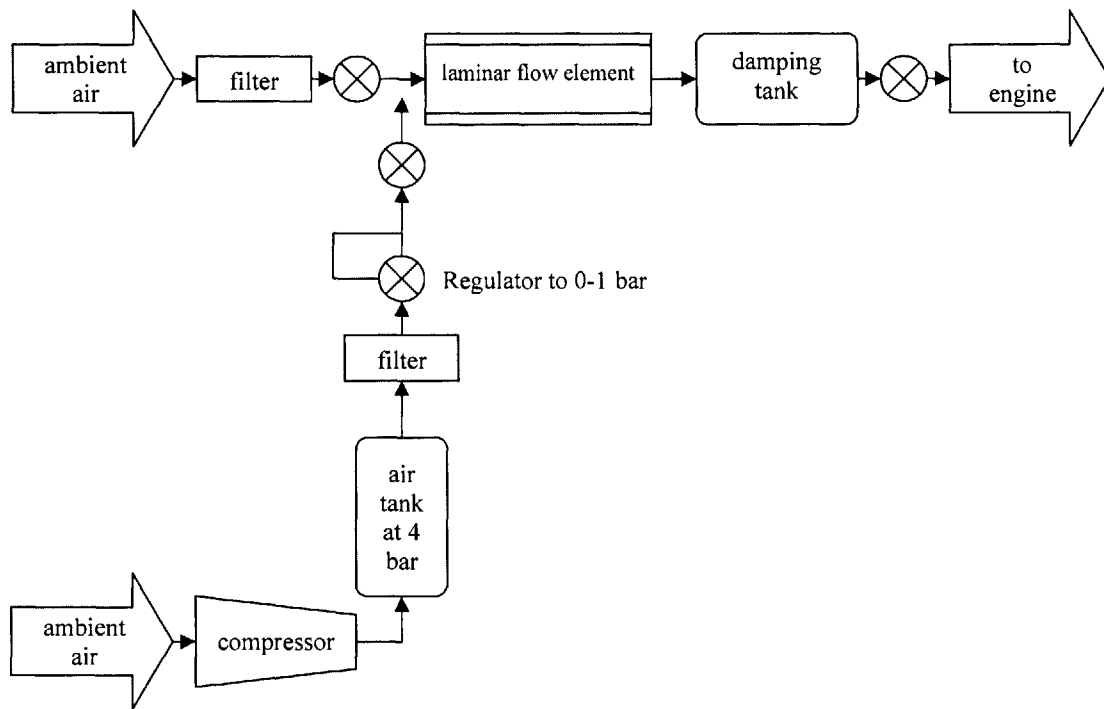 ambient
air
filter
laminar flow element
damping
tank
to
engine
Regulator to 0-1 bar
filter
air
tank
at 4
bar
ambient
air
compressor